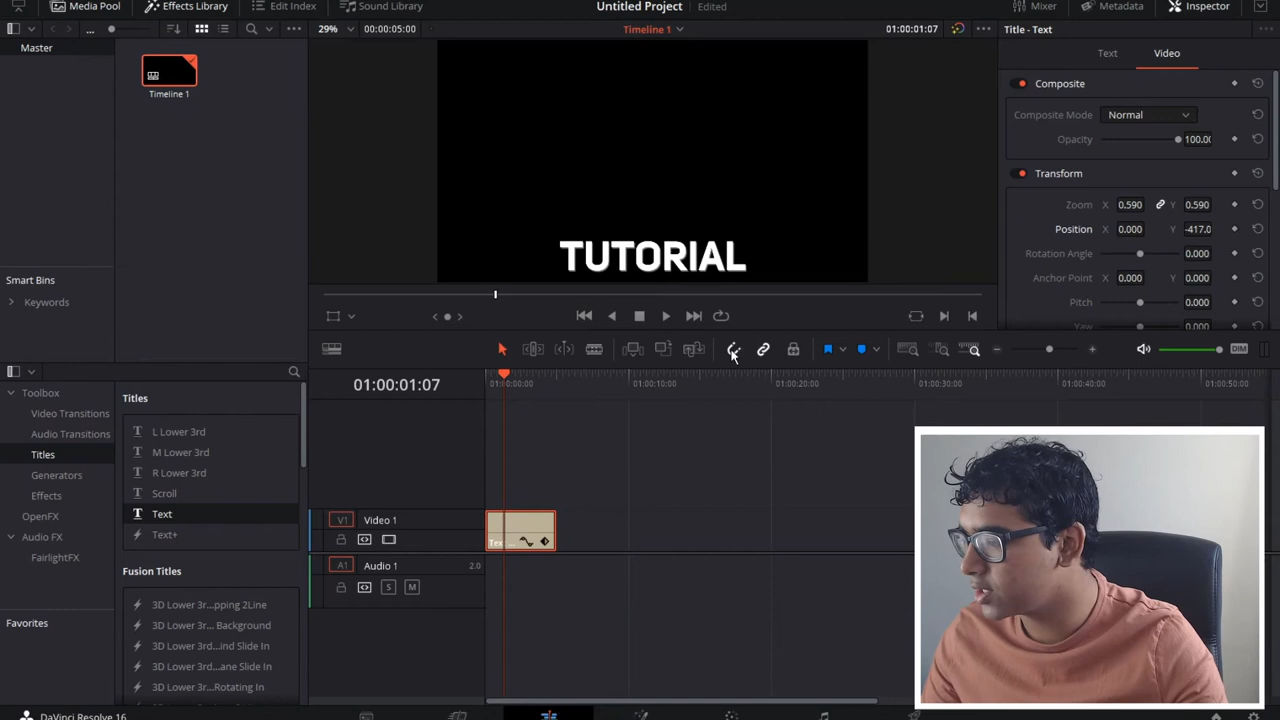 Media Pool
Effects Library
Edit Index
Sound Library
Untitled Project
Edited
Mixer
Metadata
Inspector
...
29%
00:00:05:00
Timeline 1
01:00:01:07
Title - Text
Master
Timeline 1
TUTORIAL
Text
Video
Composite
Composite Mode
Normal
Opacity
100.00
Transform
Zoom X 0.590 Y 0.590
Position X 0.000 Y -417.0
Rotation Angle 0.000
Anchor Point X 0.000 Y 0.000
Pitch 0.000
Yaw 0.000
Smart Bins
Keywords
DIM
01:00:01:07
01:00:00:00
01:00:10:00
01:00:20:00
01:00:30:00
01:00:40:00
01:00:50:00
Toolbox
Video Transitions
Audio Transitions
Titles
Generators
Effects
OpenFX
Audio FX
FairlightFX
Favorites
Titles
T L Lower 3rd
T M Lower 3rd
T R Lower 3rd
T Scroll
T Text
T Text+
Fusion Titles
3D Lower 3r...pping 2Line
3D Lower 3r... Background
3D Lower 3rd...ind Slide In
3D Lower 3rd...ane Slide In
3D Lower 3r...Rotating In
V1 Video 1
A1 Audio 1 2.0
S M
DaVinci Resolve 16